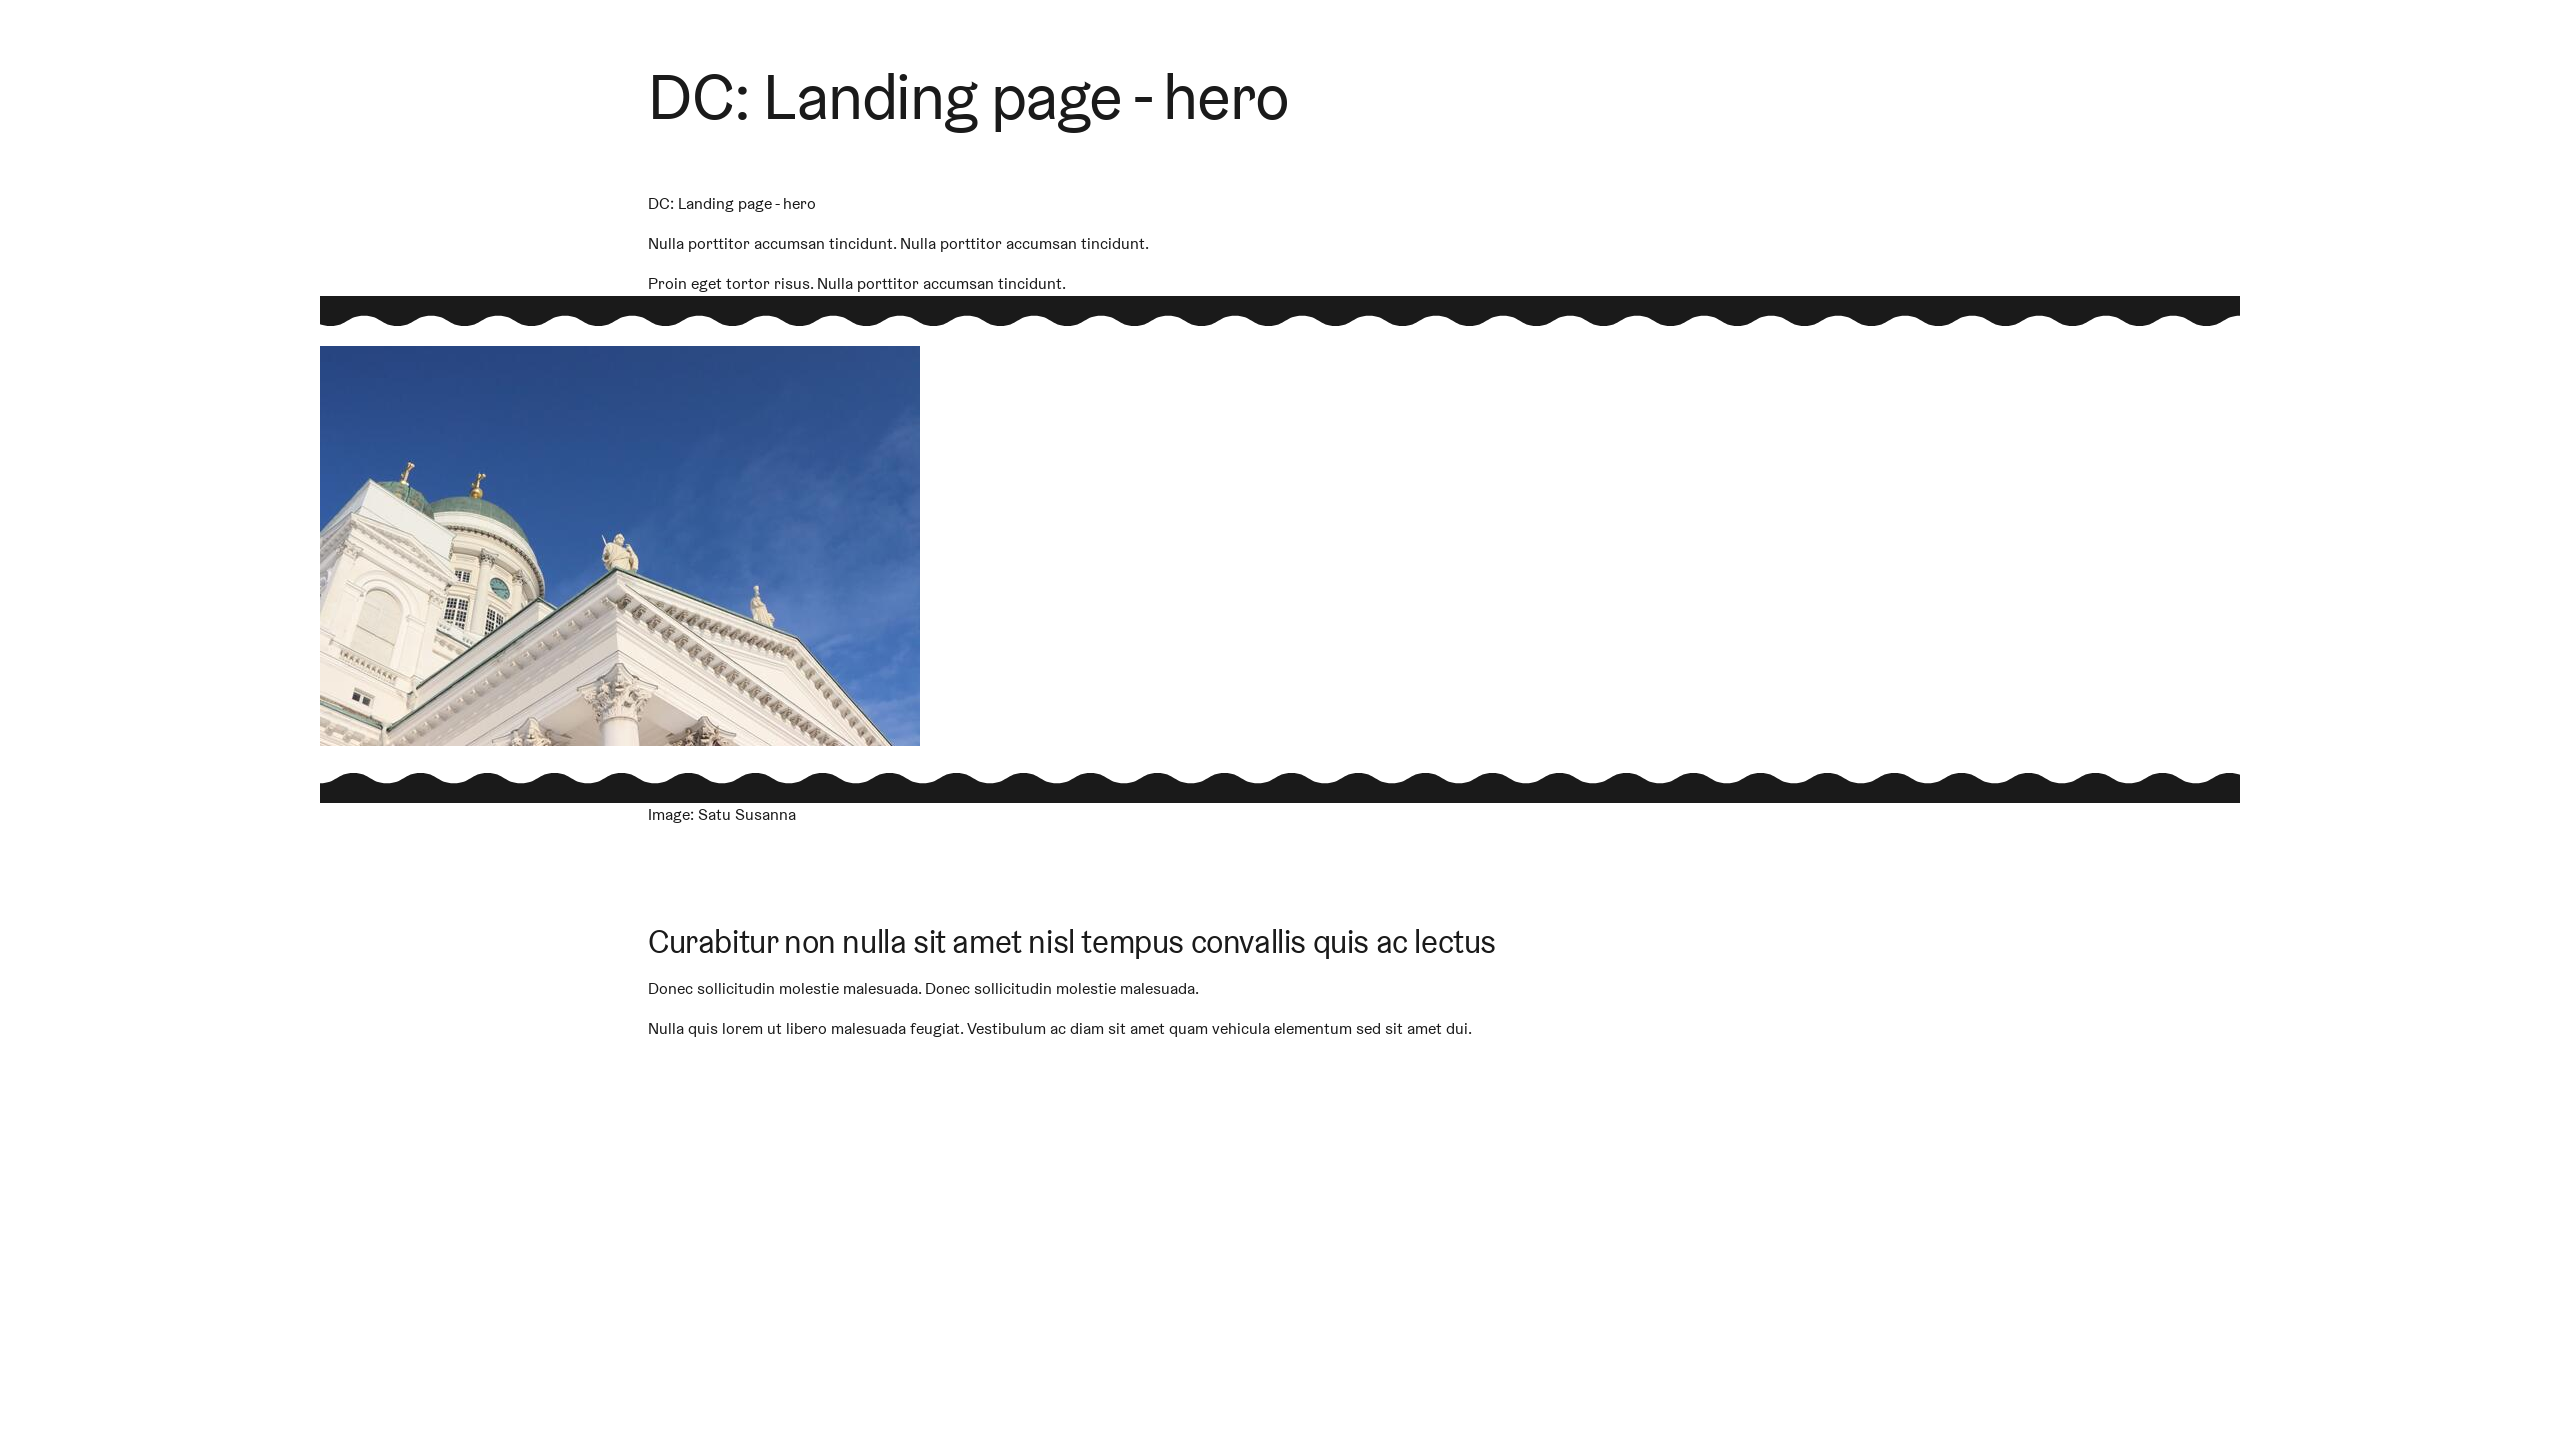 DC: Landing page - hero
DC: Landing page - hero
Nulla porttitor accumsan tincidunt. Nulla porttitor accumsan tincidunt.
Proin eget tortor risus. Nulla porttitor accumsan tincidunt.
Image: Satu Susanna
Curabitur non nulla sit amet nisl tempus convallis quis ac lectus
Donec sollicitudin molestie malesuada. Donec sollicitudin molestie malesuada.
Nulla quis lorem ut libero malesuada feugiat. Vestibulum ac diam sit amet quam vehicula elementum sed sit amet dui.